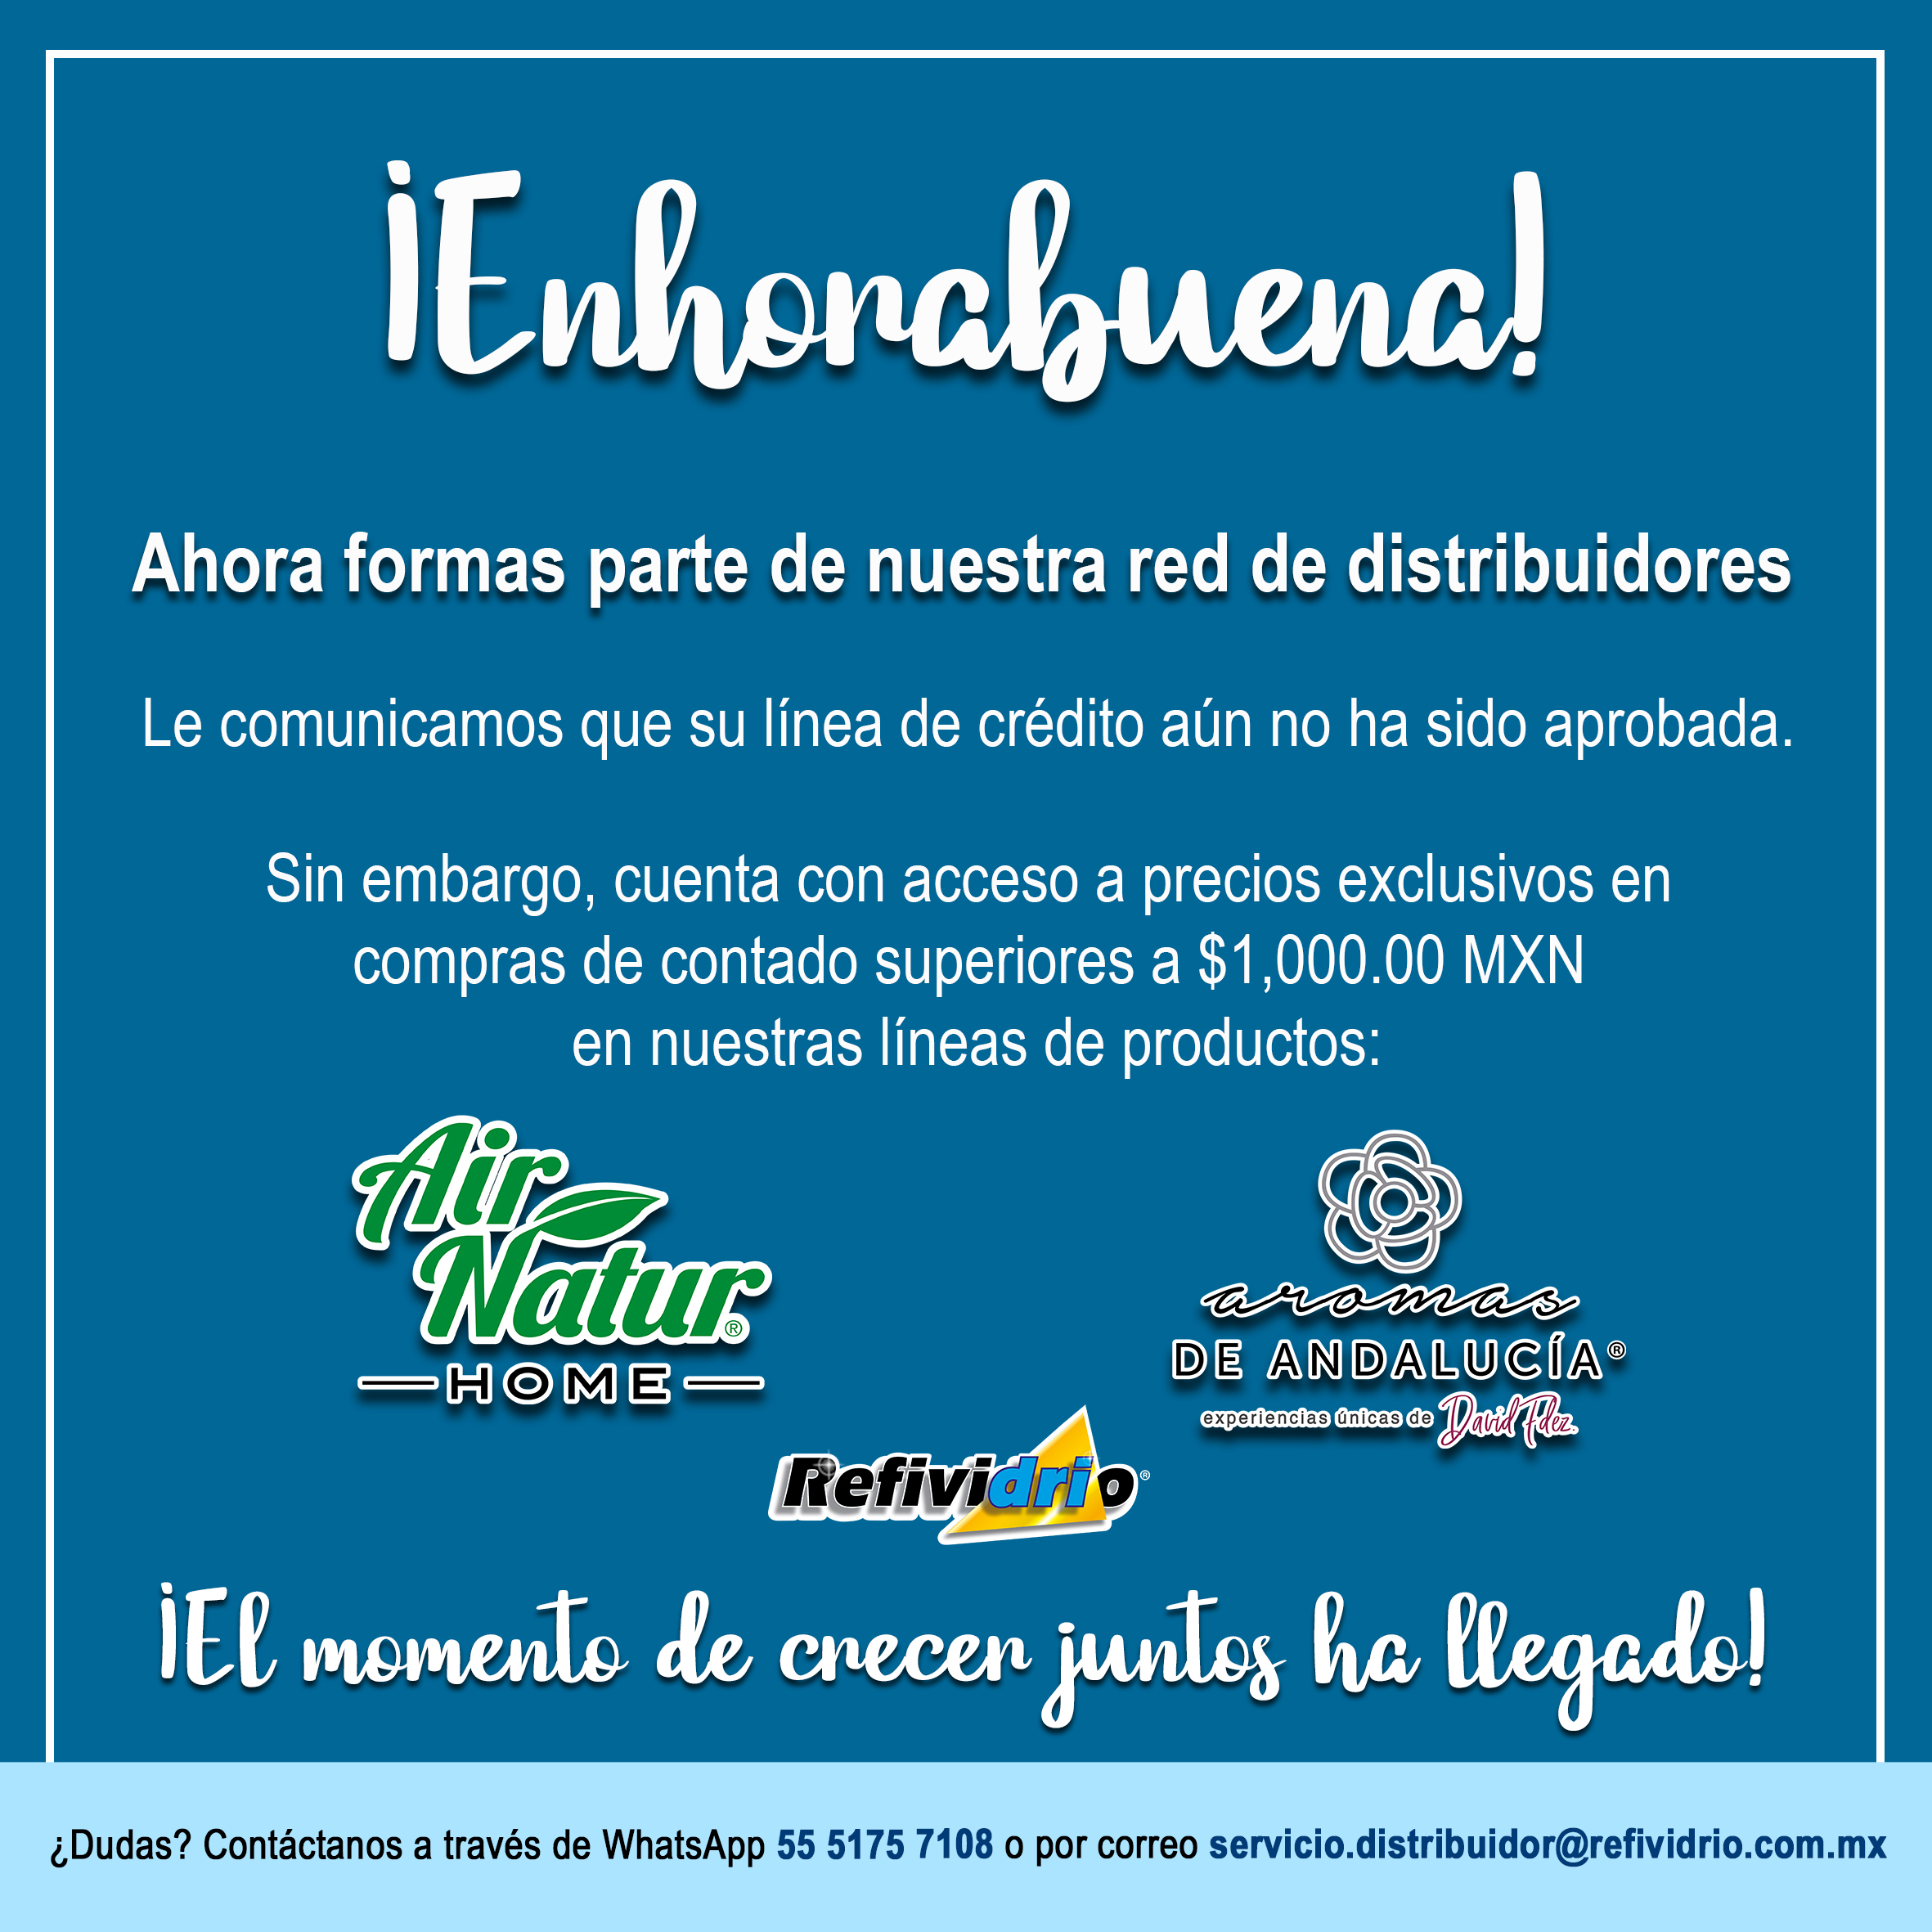 ¡Enhorabuena!
Ahora formas parte de nuestra red de distribuidores
Le comunicamos que su línea de crédito aún no ha sido aprobada.
Sin embargo, cuenta con acceso a precios exclusivos en
compras de contado superiores a $1,000.00 MXN
en nuestras líneas de productos:
Air
Natur®
HOME
aromas
DE ANDALUCÍA®
experiencias únicas de David Fdez.
Refividrio®
¡El momento de crecer juntos ha llegado!
¿Dudas? Contáctanos a través de WhatsApp 55 5175 7108 o por correo servicio.distribuidor@refividrio.com.mx